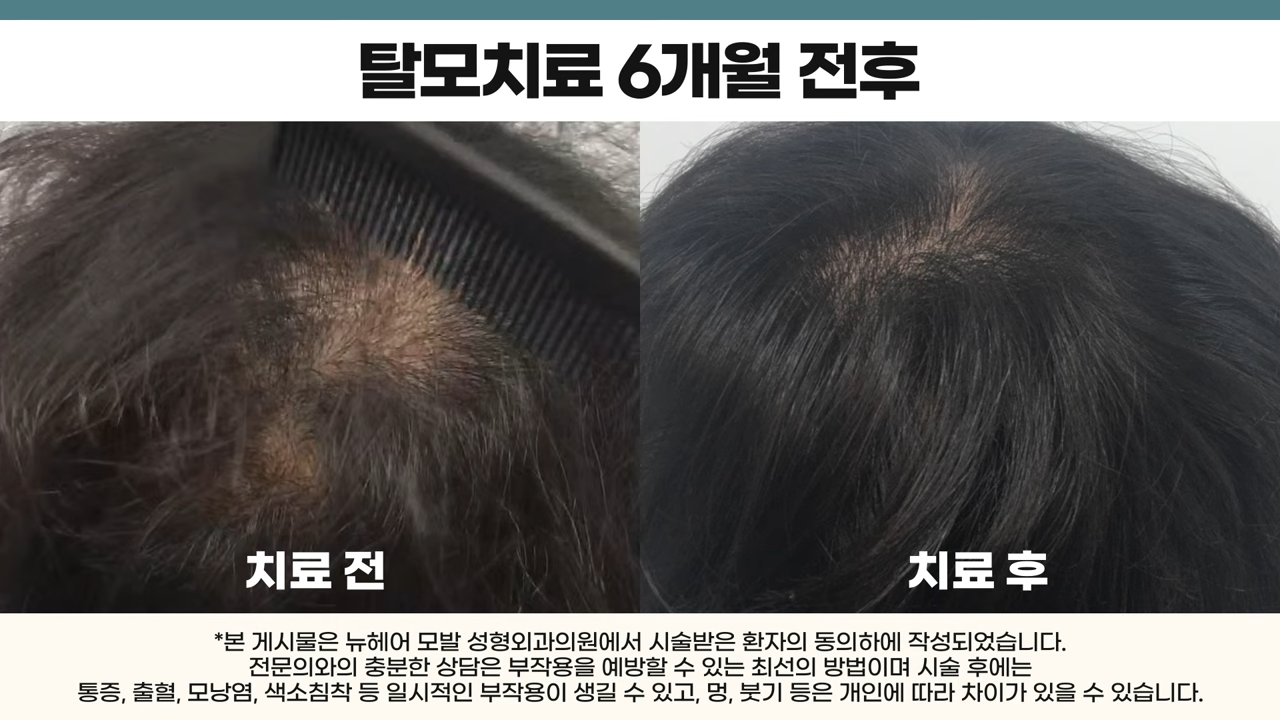 탈모치료 6개월 전후
치료 전
치료 후
*본 게시물은 뉴헤어 모발 성형외과의원에서 시술받은 환자의 동의하에 작성되었습니다.
전문의와의 충분한 상담은 부작용을 예방할 수 있는 최선의 방법이며 시술 후에는
통증, 출혈, 모낭염, 색소침착 등 일시적인 부작용이 생길 수 있고, 멍, 붓기 등은 개인에 따라 차이가 있을 수 있습니다.